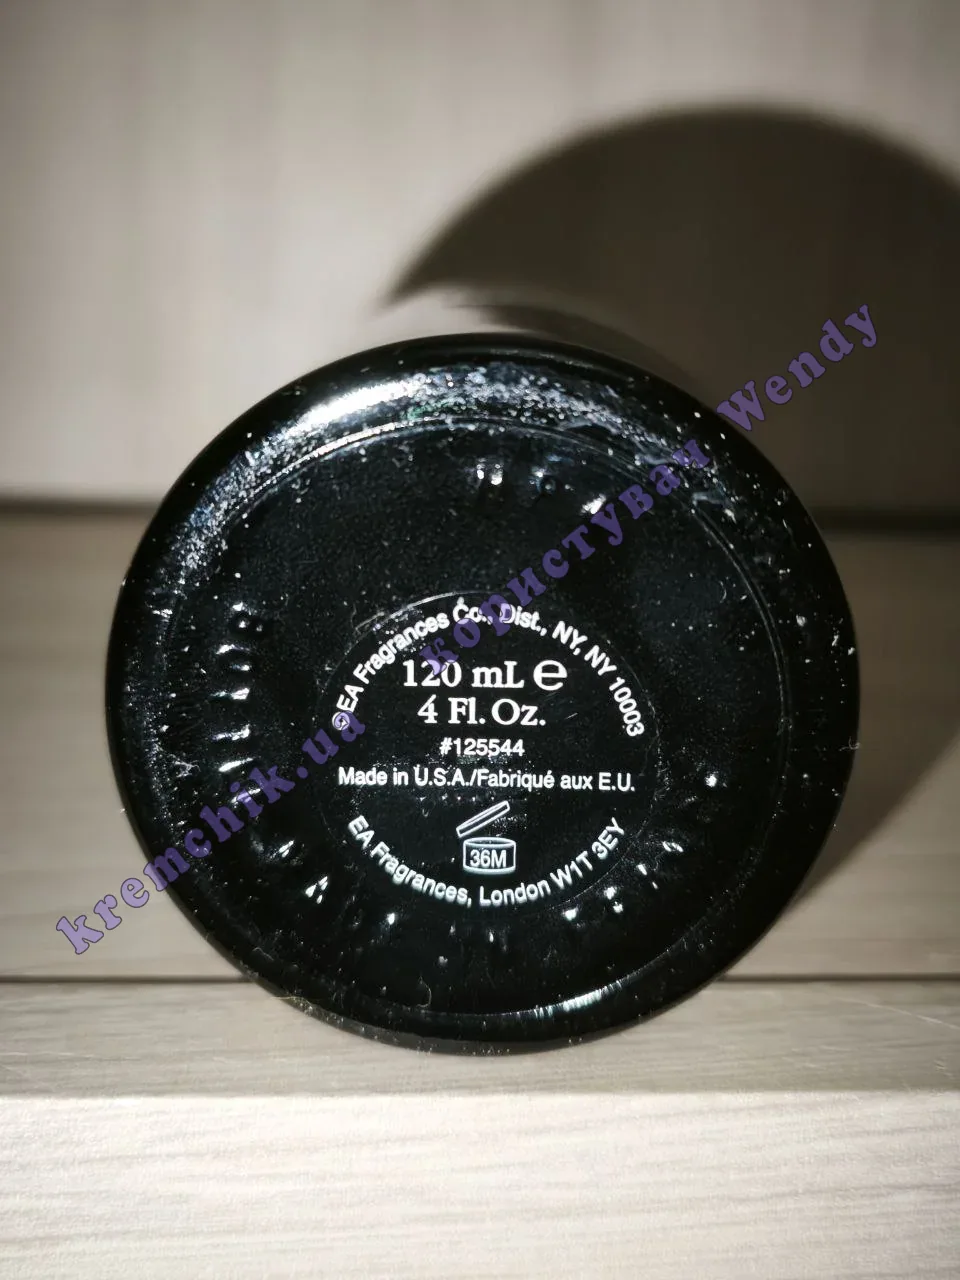 ©EA Fragrances Co., Dist., NY, NY 10003
120 mL e
4 Fl. Oz.
#125544
Made in U.S.A./Fabriqué aux E.U.
36M
EA Fragrances, London W1T 3EY
kremchik.ua користувач Wendy